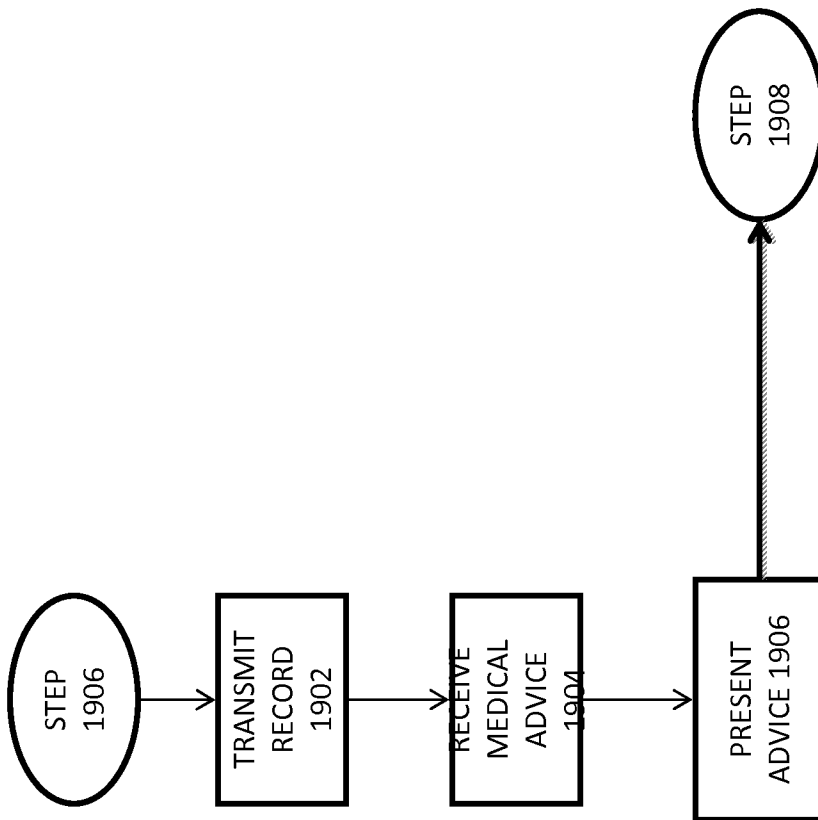 STEP
1906
TRANSMIT
RECORD
1902
RECEIVE
MEDICAL
ADVICE
1904
PRESENT
ADVICE 1906
STEP
1908